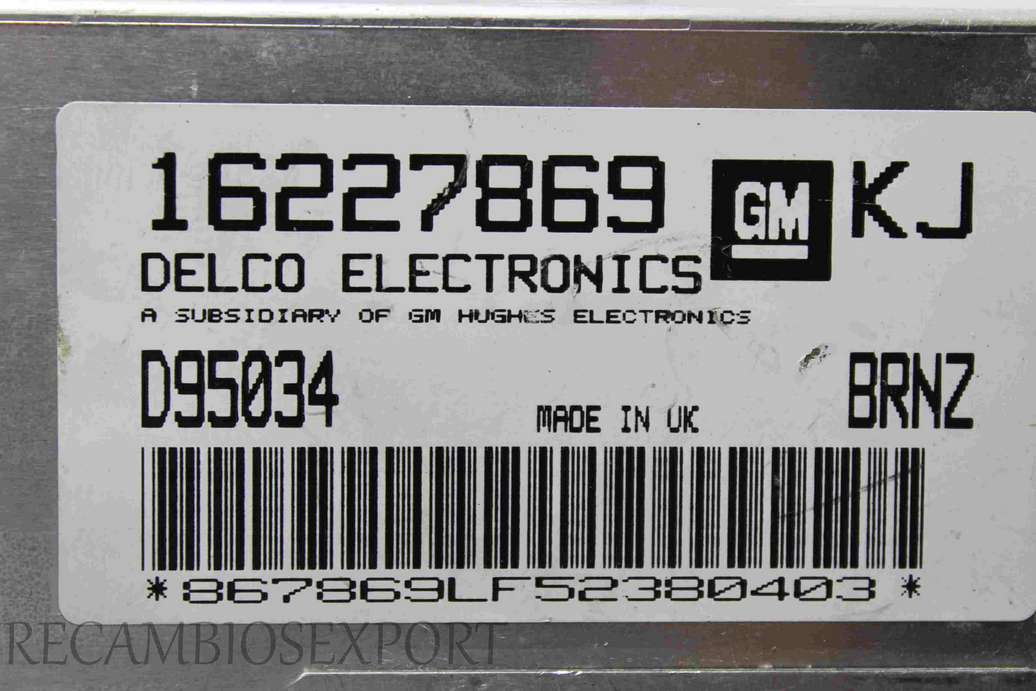 16227869 GM KJ
DELCO ELECTRONICS
A SUBSIDIARY OF GM HUGHES ELECTRONICS
D95034 MADE IN UK BRNZ
*867869LF52380403*
RECAMBIOSEXPORT